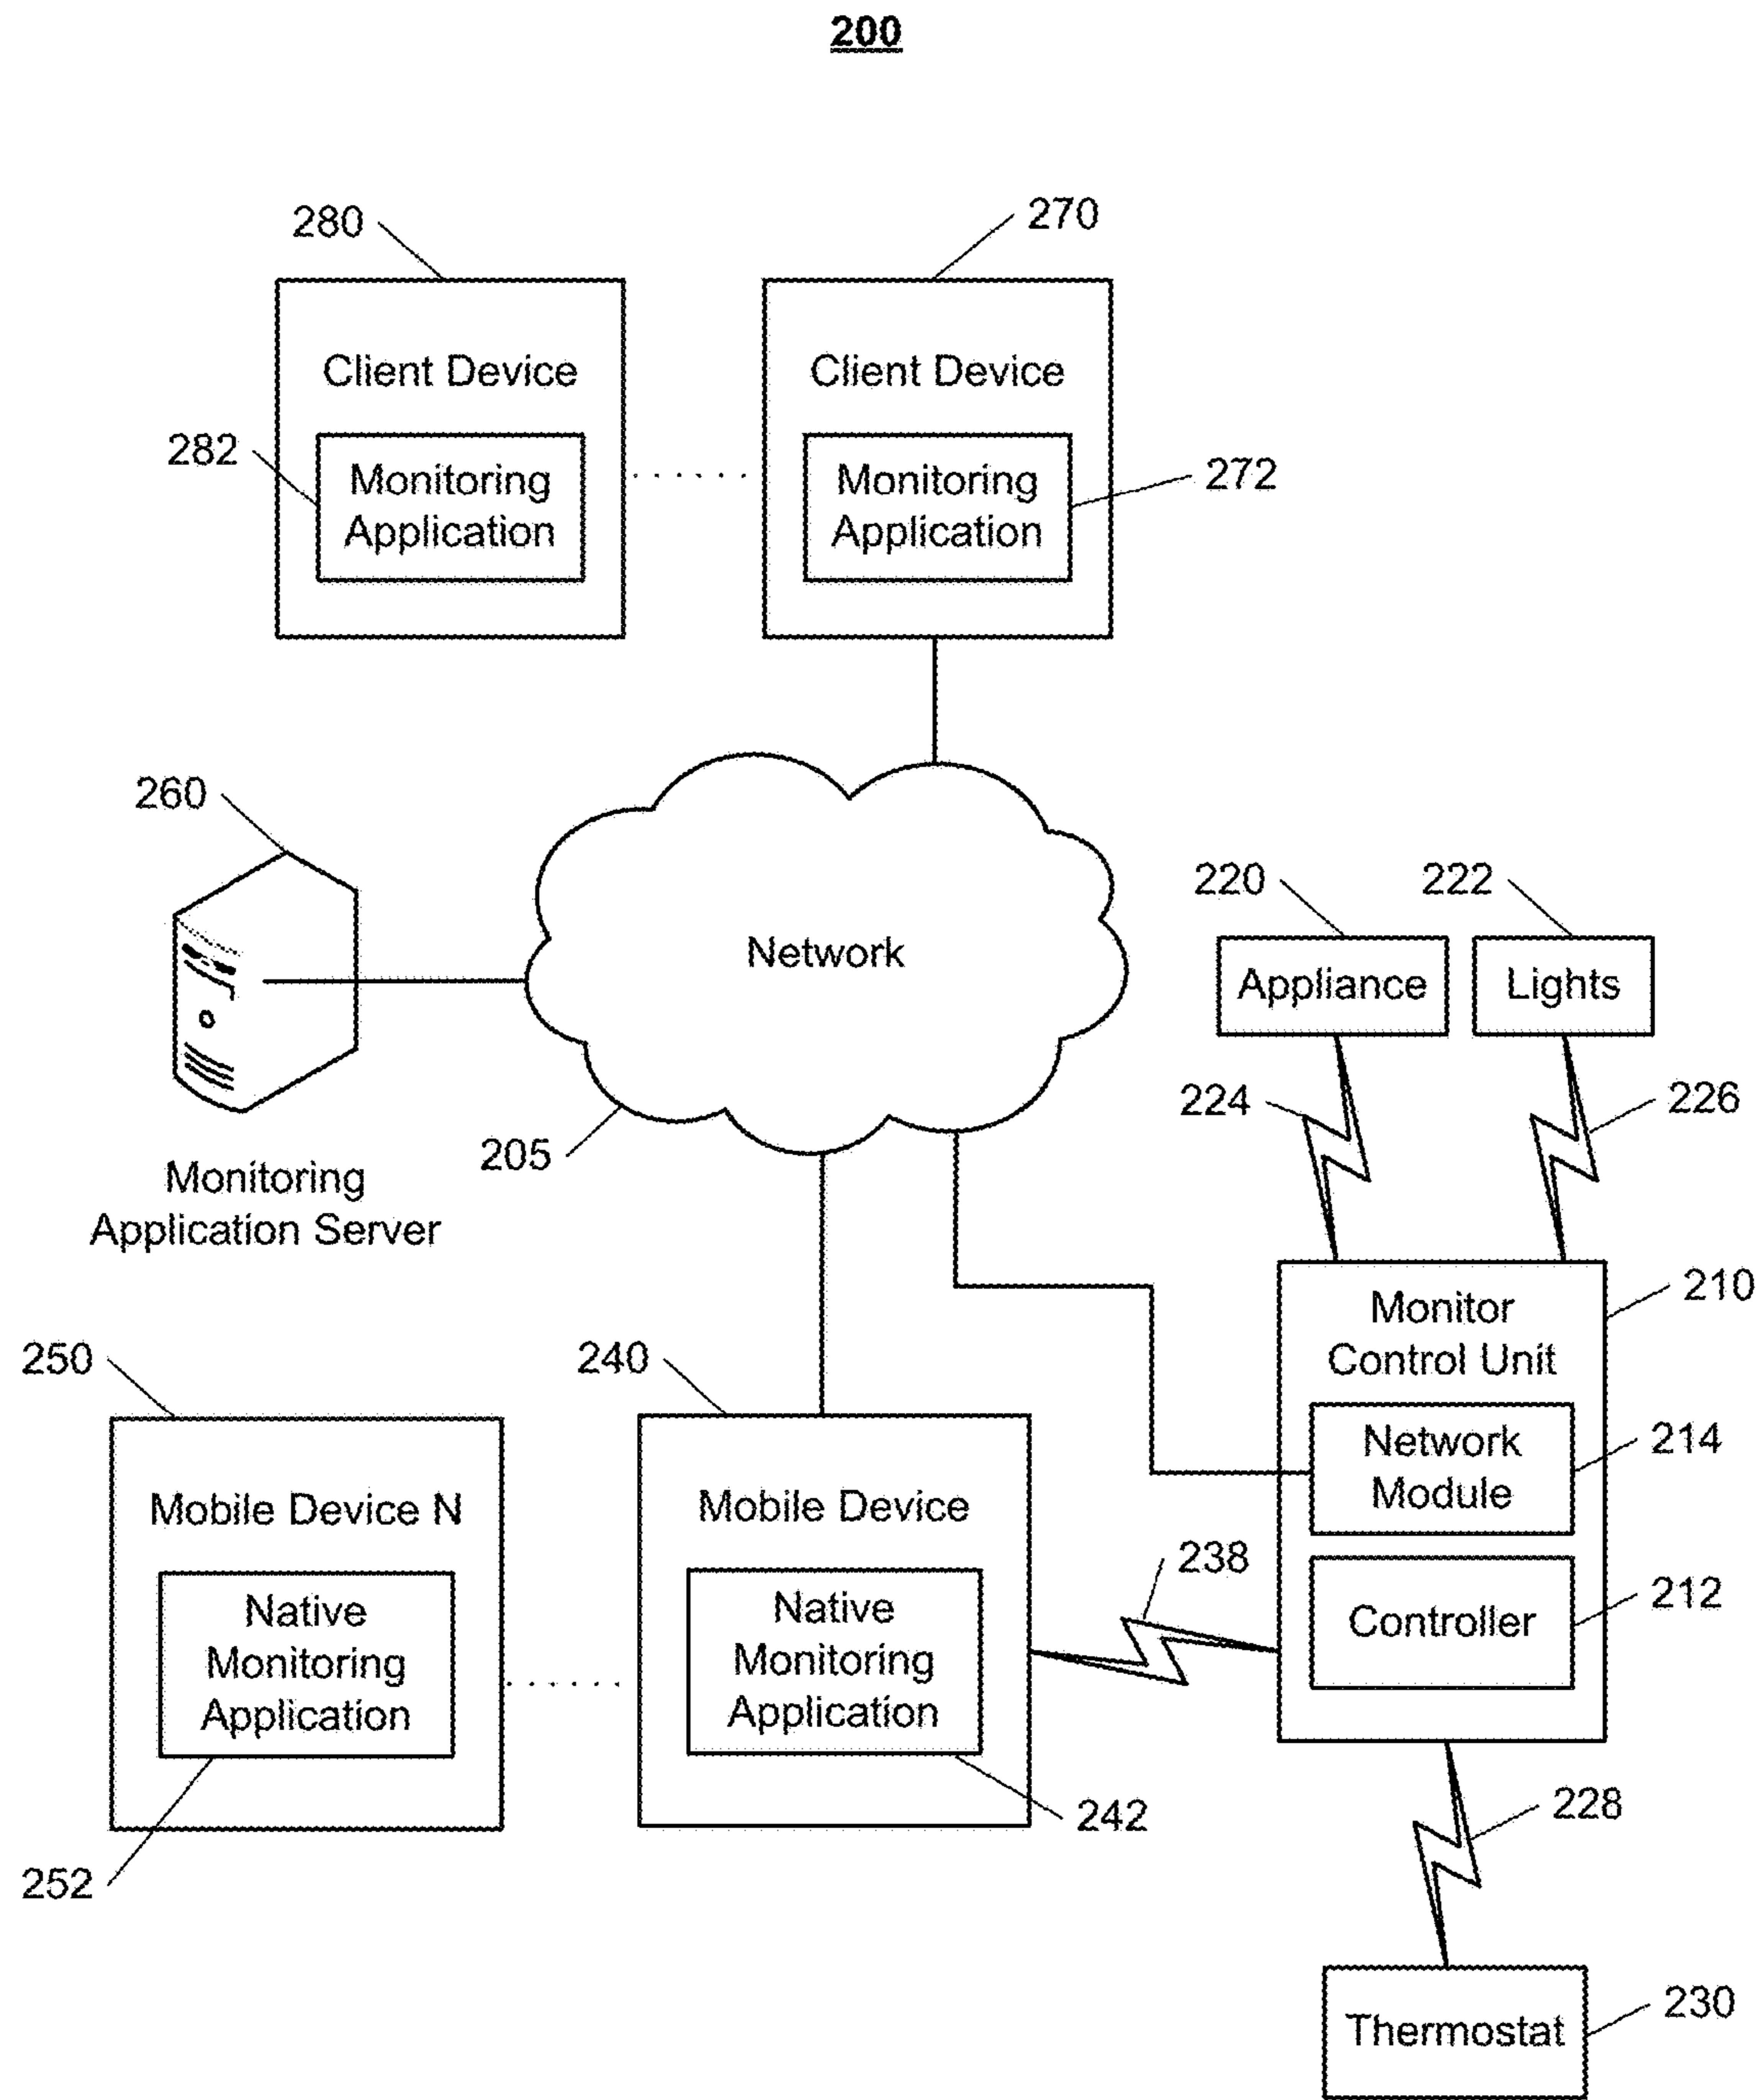 200
280
270
Client Device
Client Device
282
Monitoring
Application
Monitoring
Application
272
260
Network
220
222
Appliance
Lights
224
226
205
Monitoring
Application Server
210
Monitor
Control Unit
250
240
Network
Module
214
Mobile Device N
Mobile Device
238
Native
Monitoring
Application
Native
Monitoring
Application
Controller
212
252
242
228
230
Thermostat